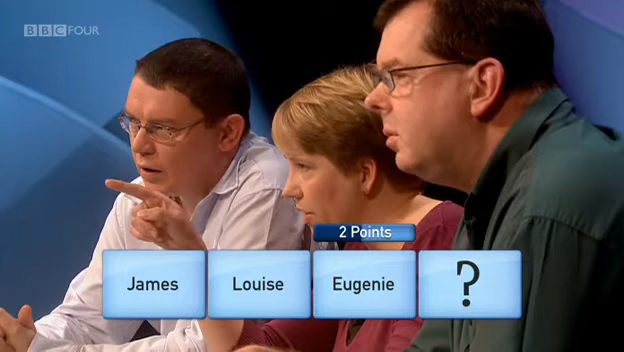 BBC FOUR
2 Points
James
Louise
Eugenie
?